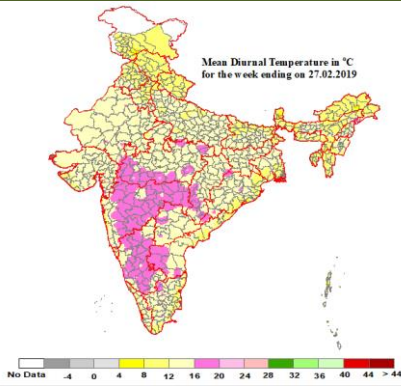 Mean Diurnal Temperature in °C
for the week ending on 27.02.2019
No Data -4 0 4 8 12 16 20 24 28 32 36 40 44 > 44